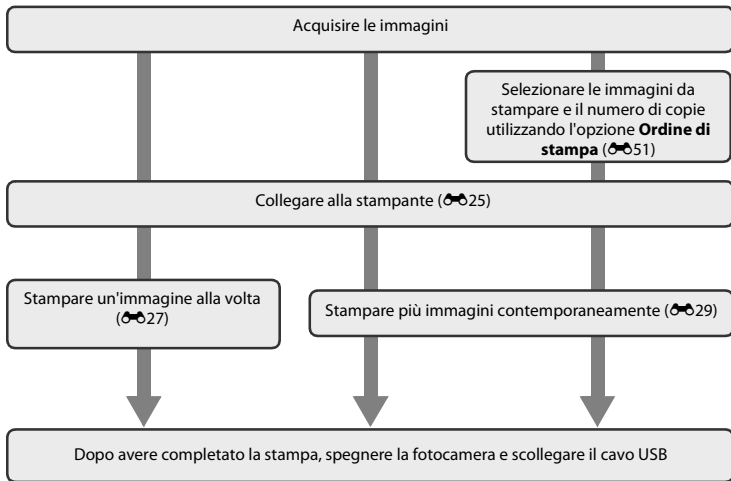 Acquisire le immagini
Selezionare le immagini da
stampare e il numero di copie
utilizzando l'opzione Ordine di
stampa (51)
Collegare alla stampante (25)
Stampare un'immagine alla volta
(27)
Stampare più immagini contemporaneamente (29)
Dopo avere completato la stampa, spegnere la fotocamera e scollegare il cavo USB